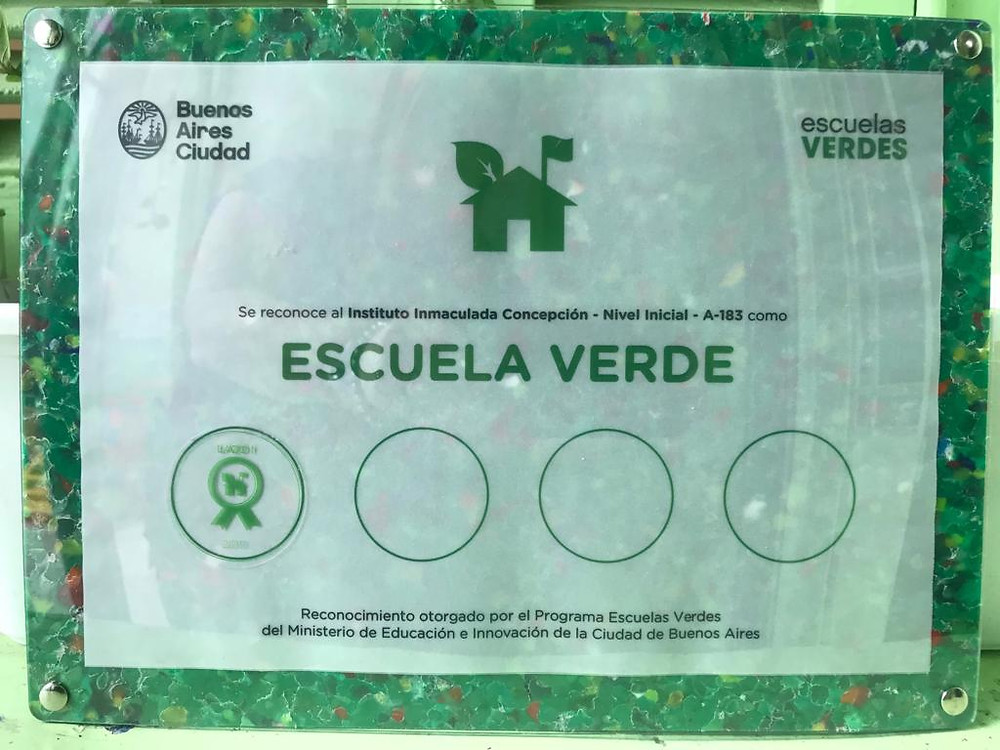 Buenos
Aires
Ciudad
escuelas
VERDES
Se reconoce al Instituto Inmaculada Concepción - Nivel Inicial - A-183 como
ESCUELA VERDE
Reconocimiento otorgado por el Programa Escuelas Verdes
del Ministerio de Educación e Innovación de la Ciudad de Buenos Aires